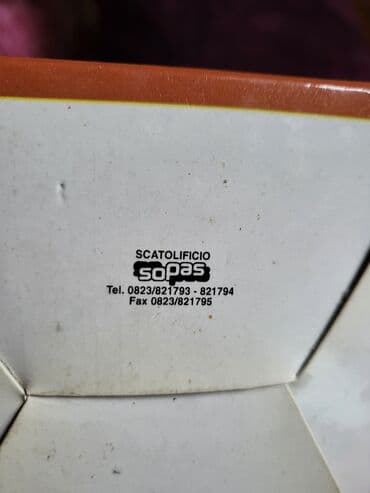 SCATOLIFICIO
sopas
Tel. 0823/821793 - 821794
Fax 0823/821795